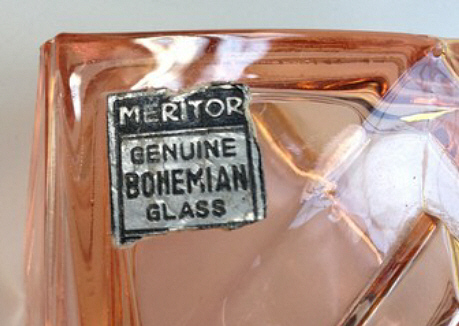 MERITOR
GENUINE
BOHEMIAN
GLASS